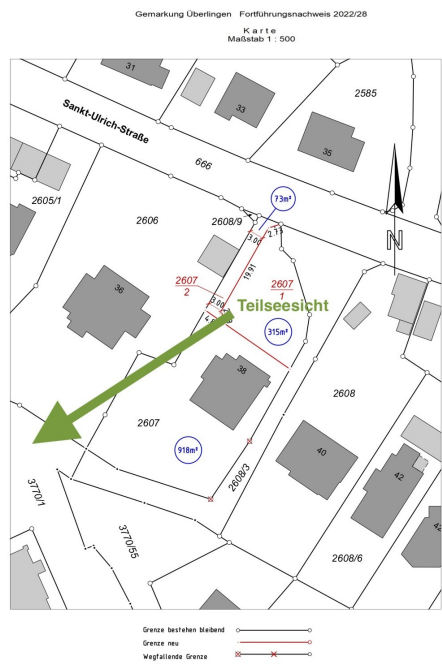 Gemarkung Überlingen Fortführungsnachweis 2022/28
Karte
Maßstab 1 : 500
31
33
2585
35
Sankt-Ulrich-Straße
666
2605/1
2606
2608/9
73m²
3.00
2.13
19.91
2607
2
2607
1
N
3.00
Teilseesicht
315m²
36
38
2608
2607
918m²
2608/3
40
42
42
3770/1
3770/55
2608/6
Grenze bestehen bleibend
Grenze neu
Wegfallende Grenze